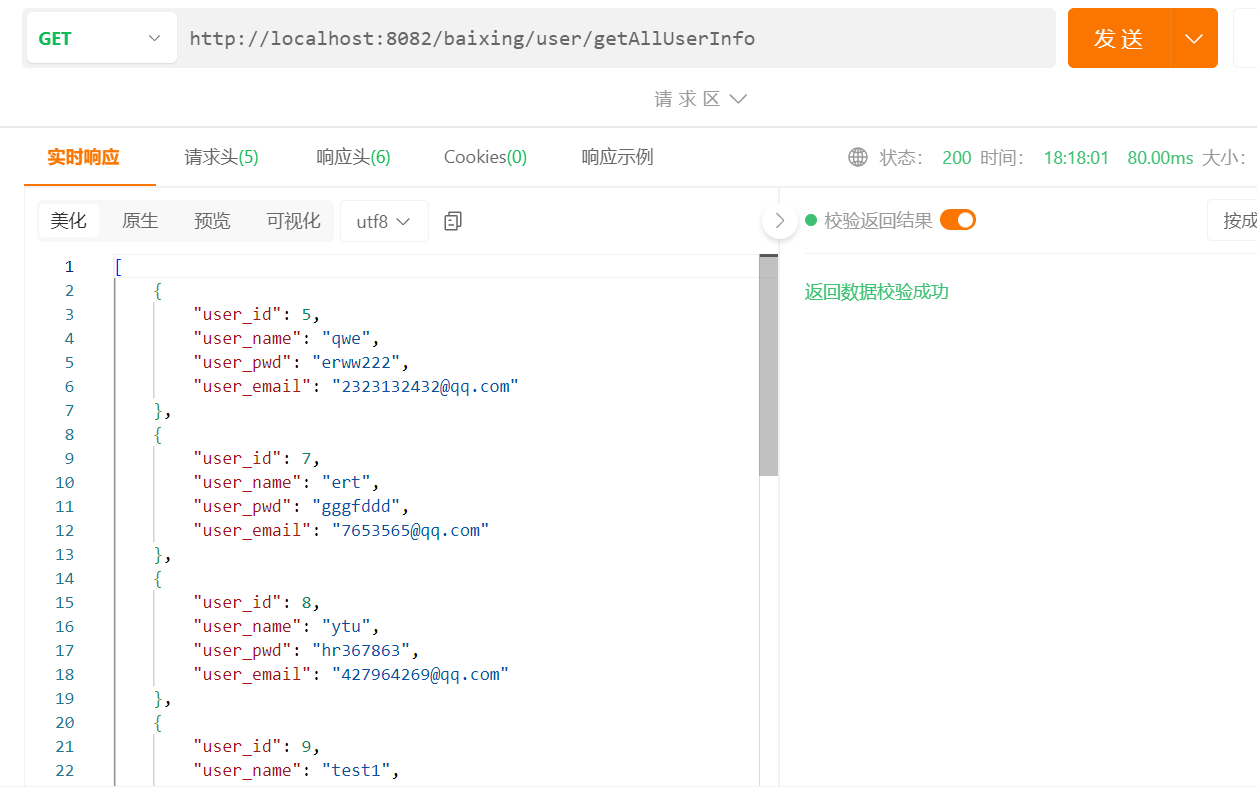 GET http://localhost:8082/baixing/user/getAllUserInfo 发送
请求区
实时响应 请求头(5) 响应头(6) Cookies(0) 响应示例 状态： 200 时间： 18:18:01 80.00ms 大小：
美化 原生 预览 可视化 utf8 校验返回结果 按成
返回数据校验成功
1 [
2 {
3 "user_id": 5,
4 "user_name": "qwe",
5 "user_pwd": "erww222",
6 "user_email": "2323132432@qq.com"
7 },
8 {
9 "user_id": 7,
10 "user_name": "ert",
11 "user_pwd": "gggfddd",
12 "user_email": "7653565@qq.com"
13 },
14 {
15 "user_id": 8,
16 "user_name": "ytu",
17 "user_pwd": "hr367863",
18 "user_email": "427964269@qq.com"
19 },
20 {
21 "user_id": 9,
22 "user_name": "test1",